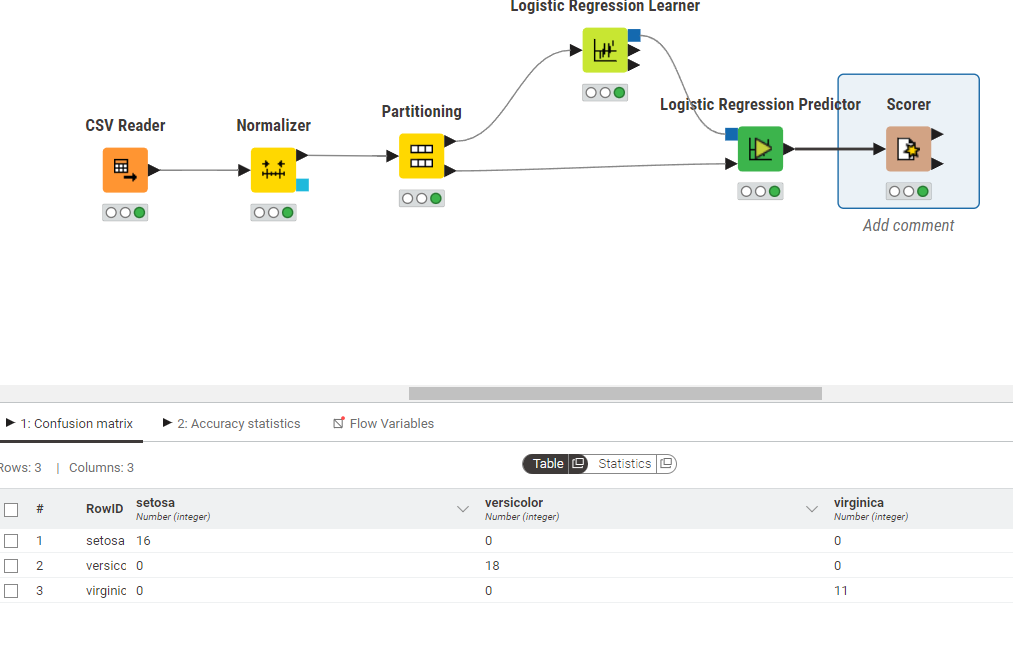 Logistic Regression Learner
Logistic Regression Predictor
Scorer
Partitioning
CSV Reader
Normalizer
Add comment
1: Confusion matrix
2: Accuracy statistics
Flow Variables
Rows: 3 | Columns: 3
Table
Statistics
# RowID setosa versicolor virginica
Number (integer) Number (integer) Number (integer)
1 setosa 16 0 0
2 versicc 0 18 0
3 virginic 0 0 11